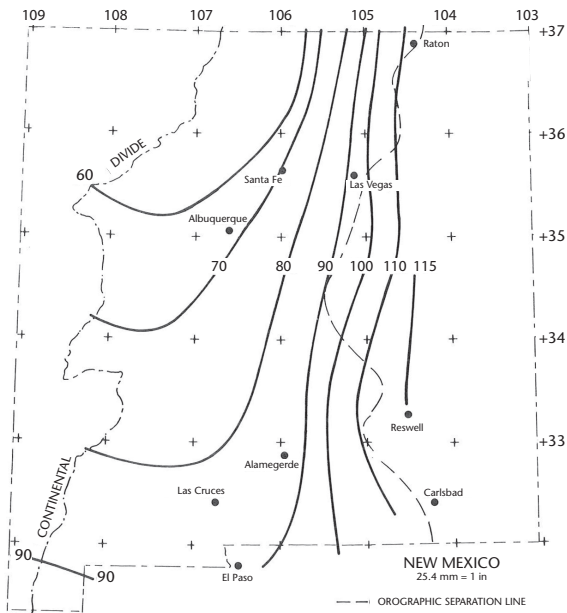 109 108 107 106 105 104 103
+37
Raton
+36
DIVIDE
60
Santa Fe
Las Vegas
Albuquerque
+35
70 80 90 100 110 115
+34
Reswell
+33
Alamegerde
CONTINENTAL
Las Cruces
Carlsbad
+3
90
90
El Paso
NEW MEXICO
25.4 mm = 1 in
OROGRAPHIC SEPARATION LINE